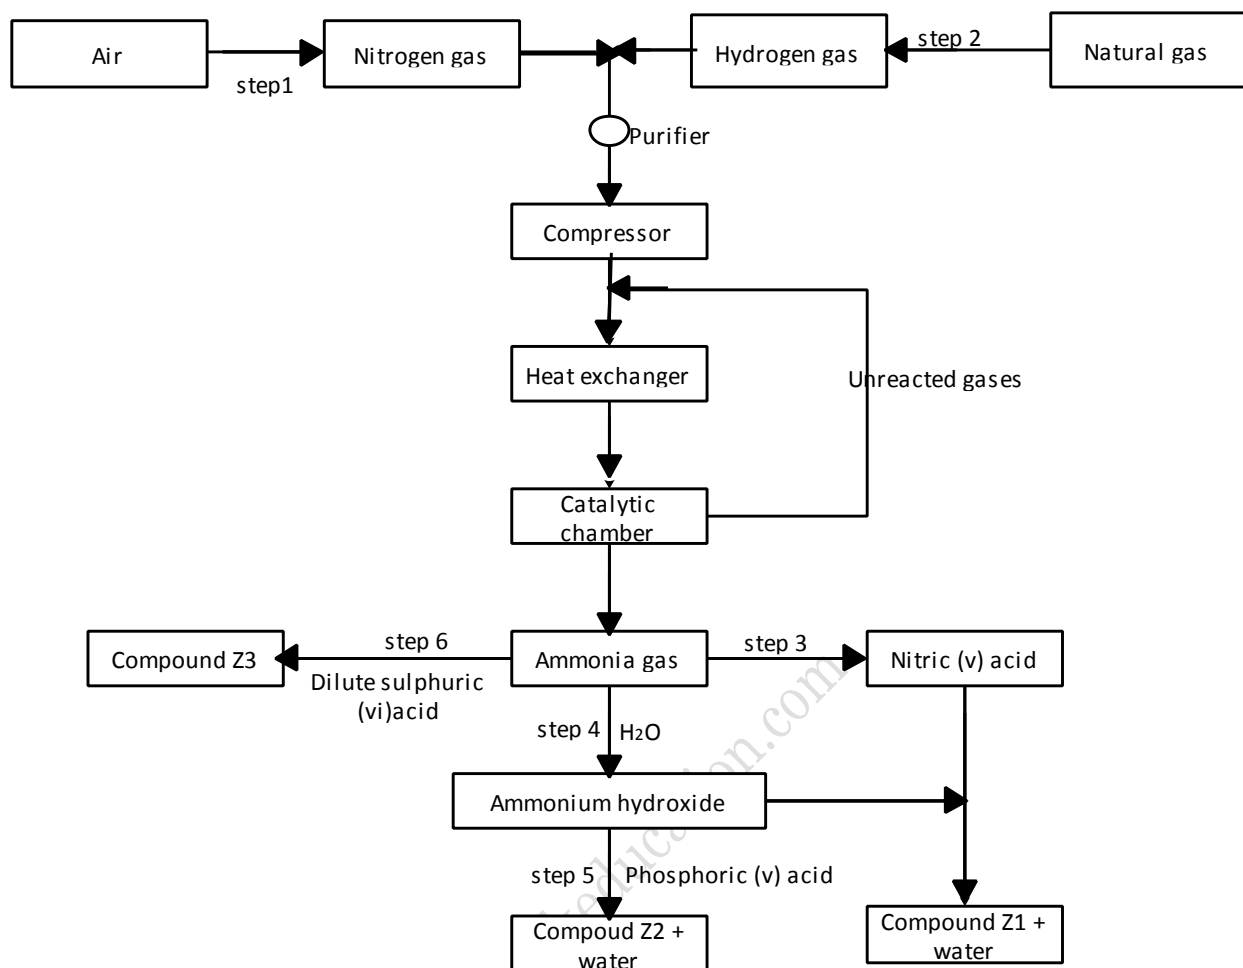 Air
step1
Nitrogen gas
Hydrogen gas
step 2
Natural gas
Purifier
Compressor
Heat exchanger
Unreacted gases
Catalytic
chamber
Compound Z3
step 6
Dilute sulphuric
(vi)acid
Ammonia gas
step 3
Nitric (v) acid
step 4
H2O
Ammonium hydroxide
step 5
Phosphoric (v) acid
Compoud Z2 +
water
Compound Z1 +
water